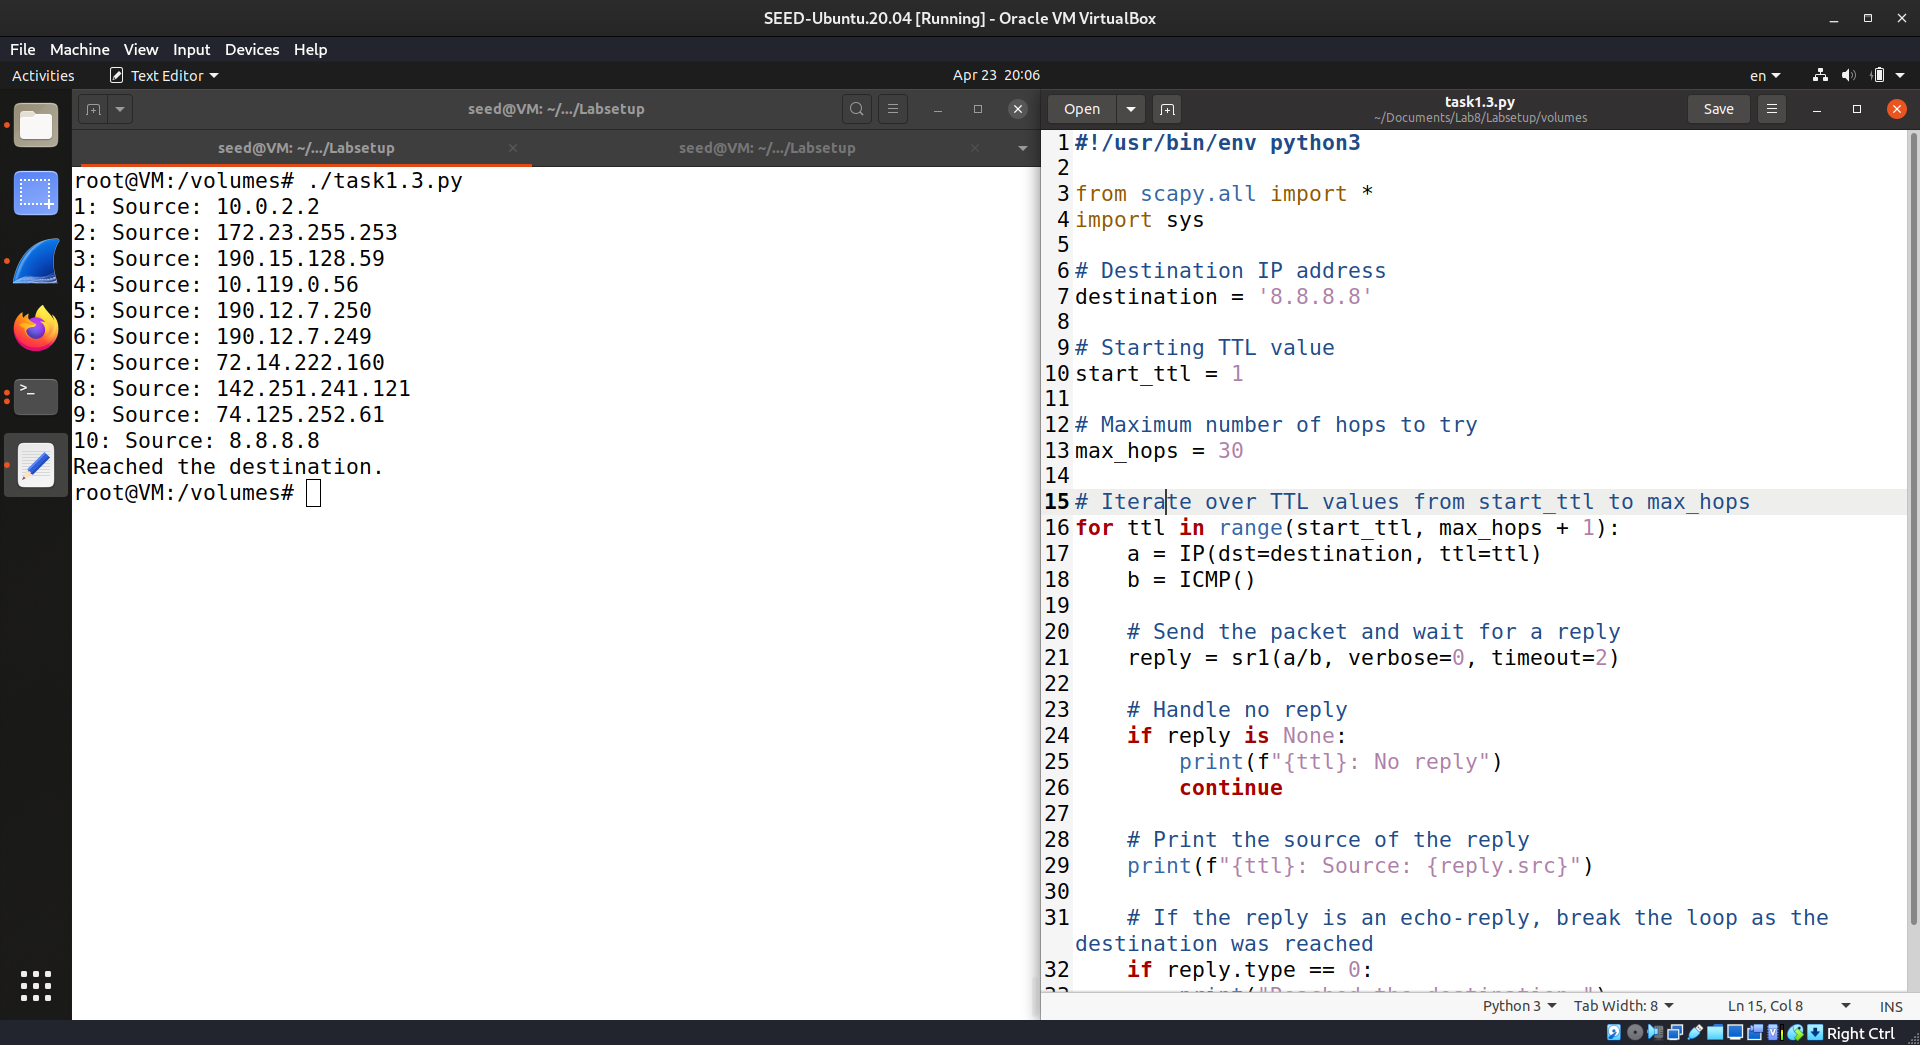 SEED-Ubuntu.20.04 [Running] - Oracle VM VirtualBox
File Machine View Input Devices Help
Activities Text Editor Apr 23 20:06 en
seed@VM: ~/.../Labsetup
seed@VM: ~/.../Labsetup seed@VM: ~/.../Labsetup
root@VM:/volumes# ./task1.3.py
1: Source: 10.0.2.2
2: Source: 172.23.255.253
3: Source: 190.15.128.59
4: Source: 10.119.0.56
5: Source: 190.12.7.250
6: Source: 190.12.7.249
7: Source: 72.14.222.160
8: Source: 142.251.241.121
9: Source: 74.125.252.61
10: Source: 8.8.8.8
Reached the destination.
root@VM:/volumes#
Open task1.3.py Save
~/Documents/Lab8/Labsetup/volumes
1 #!/usr/bin/env python3
2
3 from scapy.all import *
4 import sys
5
6 # Destination IP address
7 destination = '8.8.8.8'
8
9 # Starting TTL value
10 start_ttl = 1
11
12 # Maximum number of hops to try
13 max_hops = 30
14
15 # Iterate over TTL values from start_ttl to max_hops
16 for ttl in range(start_ttl, max_hops + 1):
17     a = IP(dst=destination, ttl=ttl)
18     b = ICMP()
19
20     # Send the packet and wait for a reply
21     reply = sr1(a/b, verbose=0, timeout=2)
22
23     # Handle no reply
24     if reply is None:
25         print(f"{ttl}: No reply")
26         continue
27
28     # Print the source of the reply
29     print(f"{ttl}: Source: {reply.src}")
30
31     # If the reply is an echo-reply, break the loop as the
destination was reached
32     if reply.type == 0:
33         print("Reached the destination.")
Python 3 Tab Width: 8 Ln 15, Col 8 INS
Right Ctrl